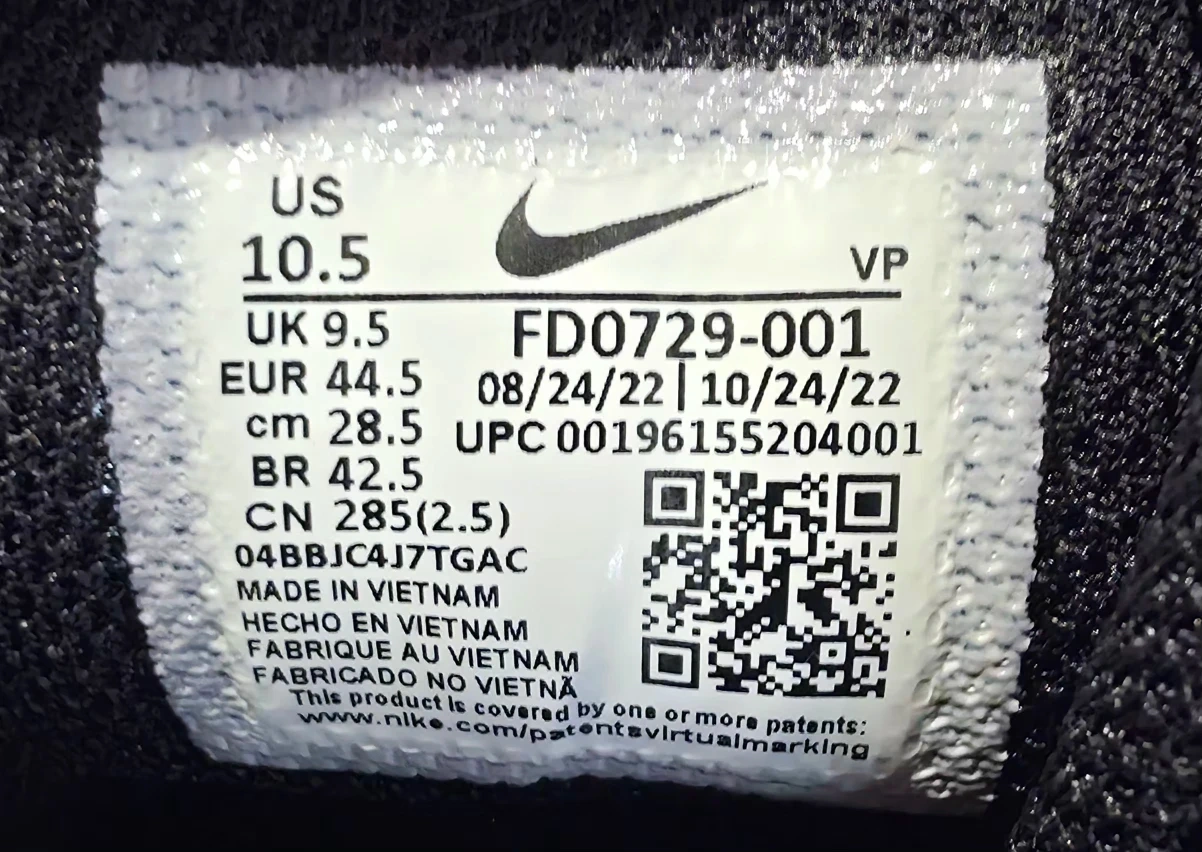 US
10.5
VP
UK 9.5
FD0729-001
EUR 44.5
08/24/22 | 10/24/22
cm 28.5
UPC 00196155204001
BR 42.5
CN 285(2.5)
04BBJC4J7TGAC
MADE IN VIETNAM
HECHO EN VIETNAM
FABRIQUE AU VIETNAM
FABRICADO NO VIETNÃ
This product is covered by one or more patents:
www.nike.com/patentsvirtualmarking